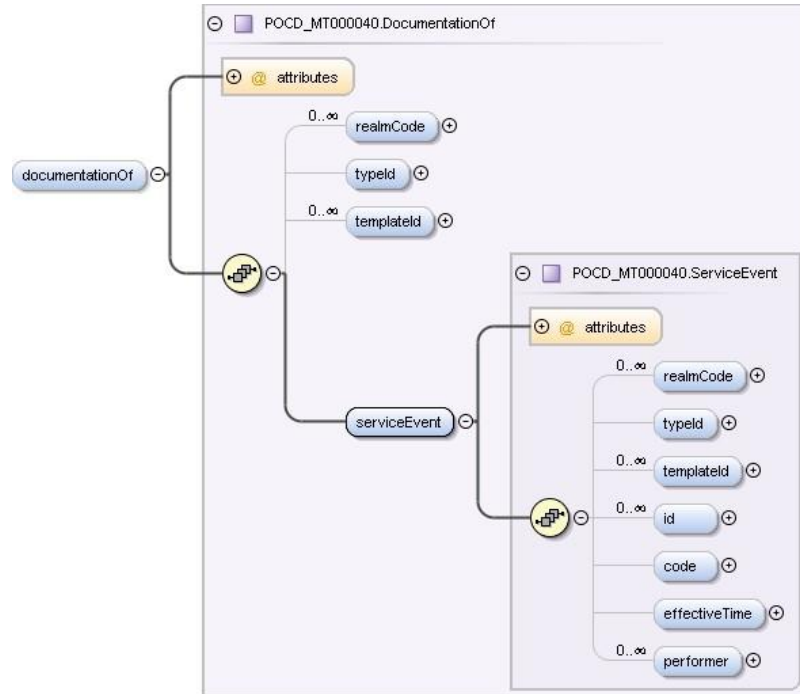 POCD_MT000040.DocumentationOf
@ attributes
0..∞
realmCode
documentationOf
typeId
0..∞
templateId
POCD_MT000040.ServiceEvent
@ attributes
0..∞
realmCode
serviceEvent
typeId
0..∞
templateId
0..∞
id
code
effectiveTime
0..∞
performer